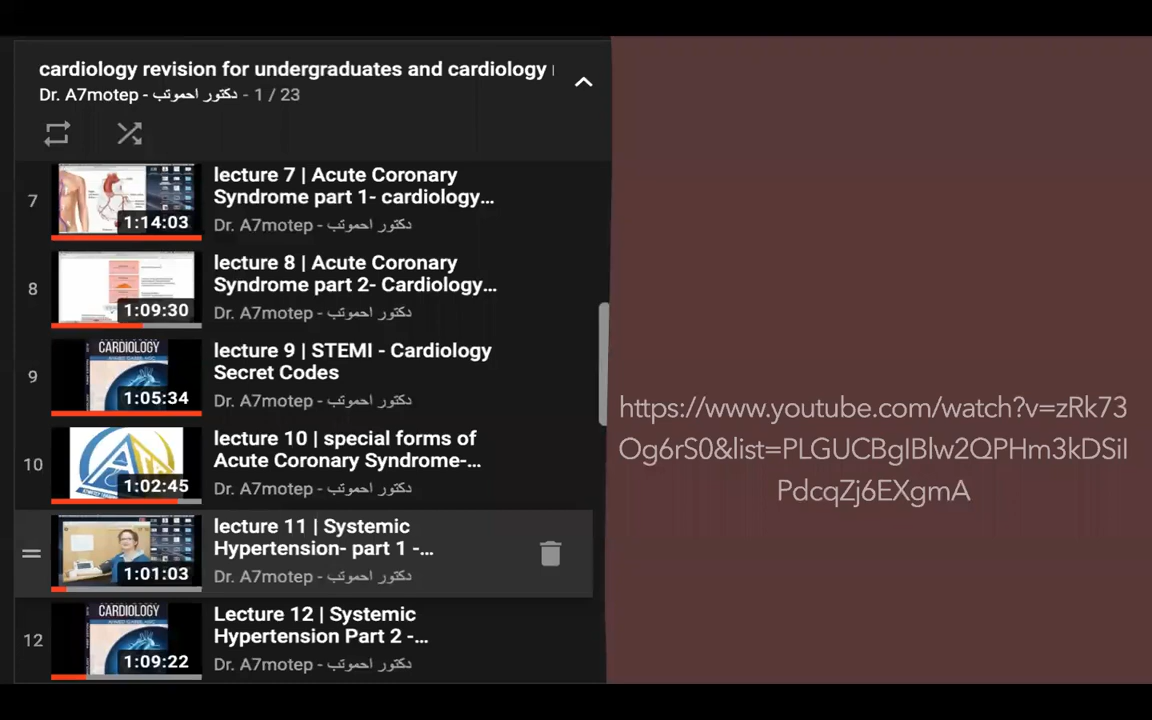 cardiology revision for undergraduates and cardiology
Dr. A7motep - دكتور احموتب - 1 / 23
7
1:14:03
lecture 7 | Acute Coronary
Syndrome part 1- cardiology...
Dr. A7motep - دكتور احموتب
8
1:09:30
lecture 8 | Acute Coronary
Syndrome part 2- Cardiology...
Dr. A7motep - دكتور احموتب
9
CARDIOLOGY
1:05:34
lecture 9 | STEMI - Cardiology
Secret Codes
Dr. A7motep - دكتور احموتب
10
1:02:45
lecture 10 | special forms of
Acute Coronary Syndrome-...
Dr. A7motep - دكتور احموتب
1:01:03
lecture 11 | Systemic
Hypertension- part 1 -...
Dr. A7motep - دكتور احموتب
12
CARDIOLOGY
1:09:22
Lecture 12 | Systemic
Hypertension Part 2 -...
Dr. A7motep - دكتور احموتب
https://www.youtube.com/watch?v=zRk73
Og6rS0&list=PLGUCBgIBlw2QPHm3kDSiI
PdcqZj6EXgmA